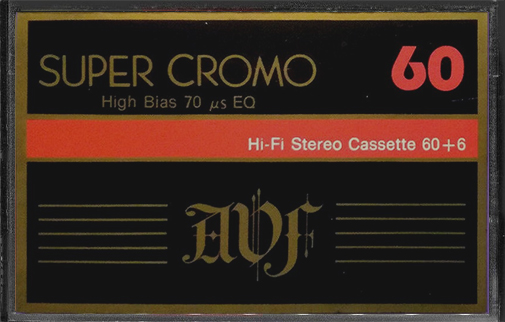 SUPER CROMO
60
High Bias 70 μs EQ
Hi-Fi Stereo Cassette 60+6
AVF